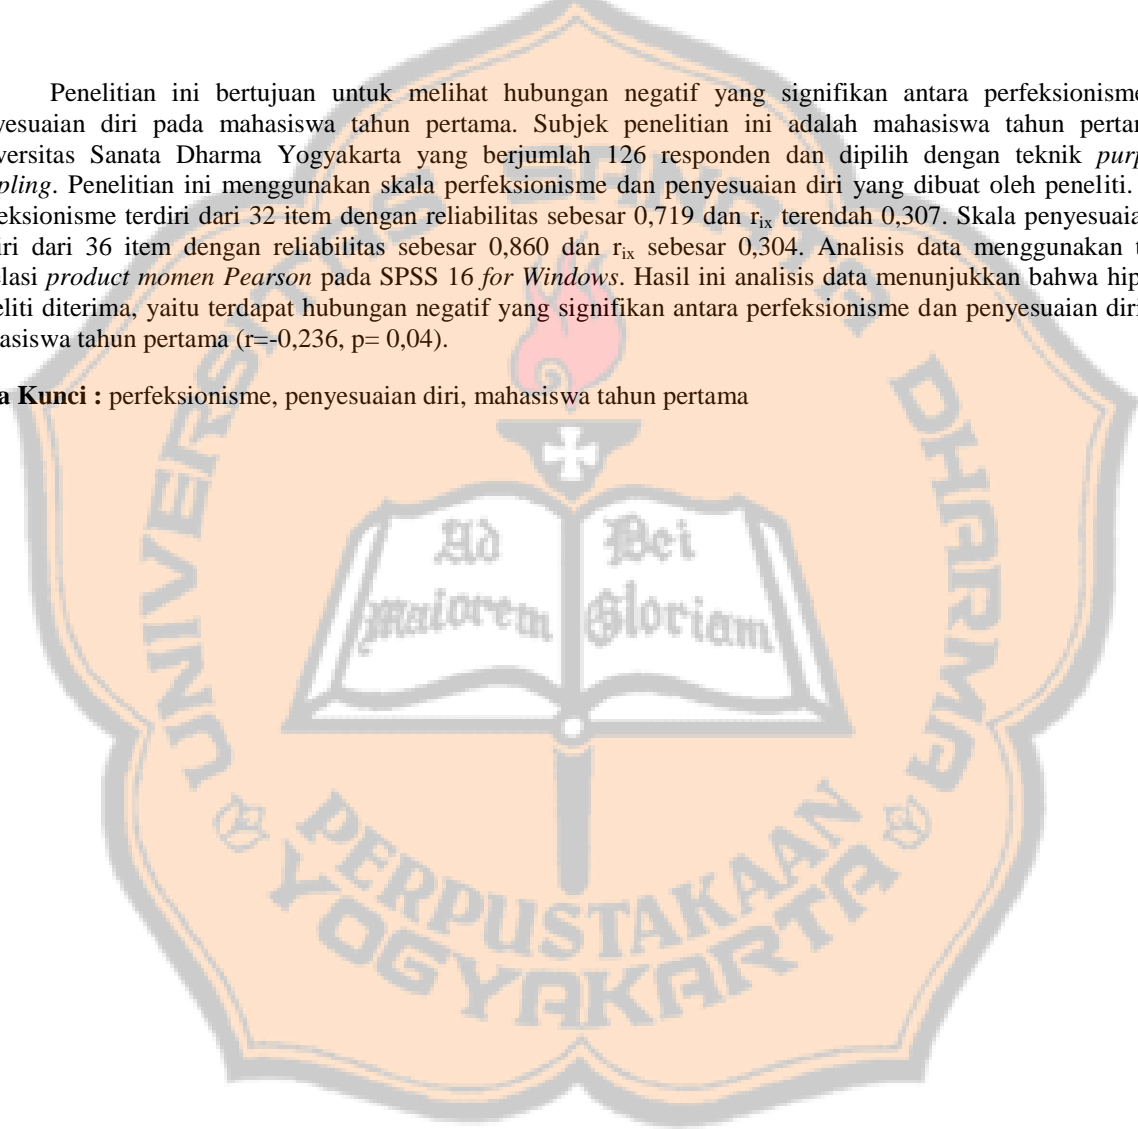 Penelitian ini bertujuan untuk melihat hubungan negatif yang signifikan antara perfeksionisme
yesuaian diri pada mahasiswa tahun pertama. Subjek penelitian ini adalah mahasiswa tahun pertam
versitas Sanata Dharma Yogyakarta yang berjumlah 126 responden dan dipilih dengan teknik purp
pling. Penelitian ini menggunakan skala perfeksionisme dan penyesuaian diri yang dibuat oleh peneliti.
eksionisme terdiri dari 32 item dengan reliabilitas sebesar 0,719 dan rix terendah 0,307. Skala penyesuaia
iri dari 36 item dengan reliabilitas sebesar 0,860 dan rix sebesar 0,304. Analisis data menggunakan t
elasi product momen Pearson pada SPSS 16 for Windows. Hasil ini analisis data menunjukkan bahwa hip
eliti diterima, yaitu terdapat hubungan negatif yang signifikan antara perfeksionisme dan penyesuaian diri
asiswa tahun pertama (r=-0,236, p= 0,04).
a Kunci : perfeksionisme, penyesuaian diri, mahasiswa tahun pertama
UNIVERSITAS SANATA DHARMA
Ad Dei
maiorem Gloriam
PERPUSTAKAAN
YOGYAKARTA